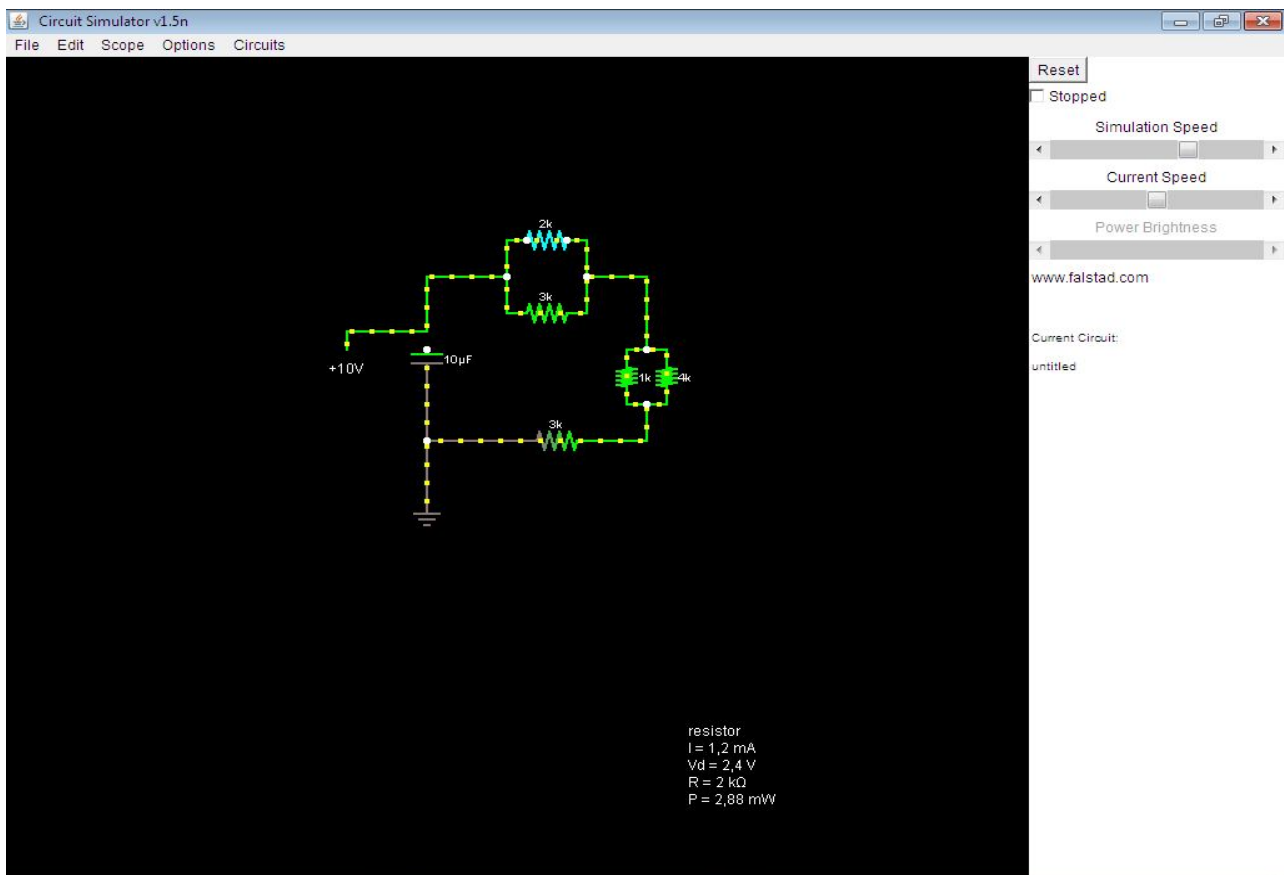 Circuit Simulator v1.5n
File Edit Scope Options Circuits
Reset
Stopped
Simulation Speed
Current Speed
Power Brightness
www.falstad.com
Current Circuit:
untitled
2k
3k
+10V
10µF
1k
4k
3k
resistor
I = 1,2 mA
Vd = 2,4 V
R = 2 kΩ
P = 2,88 mW